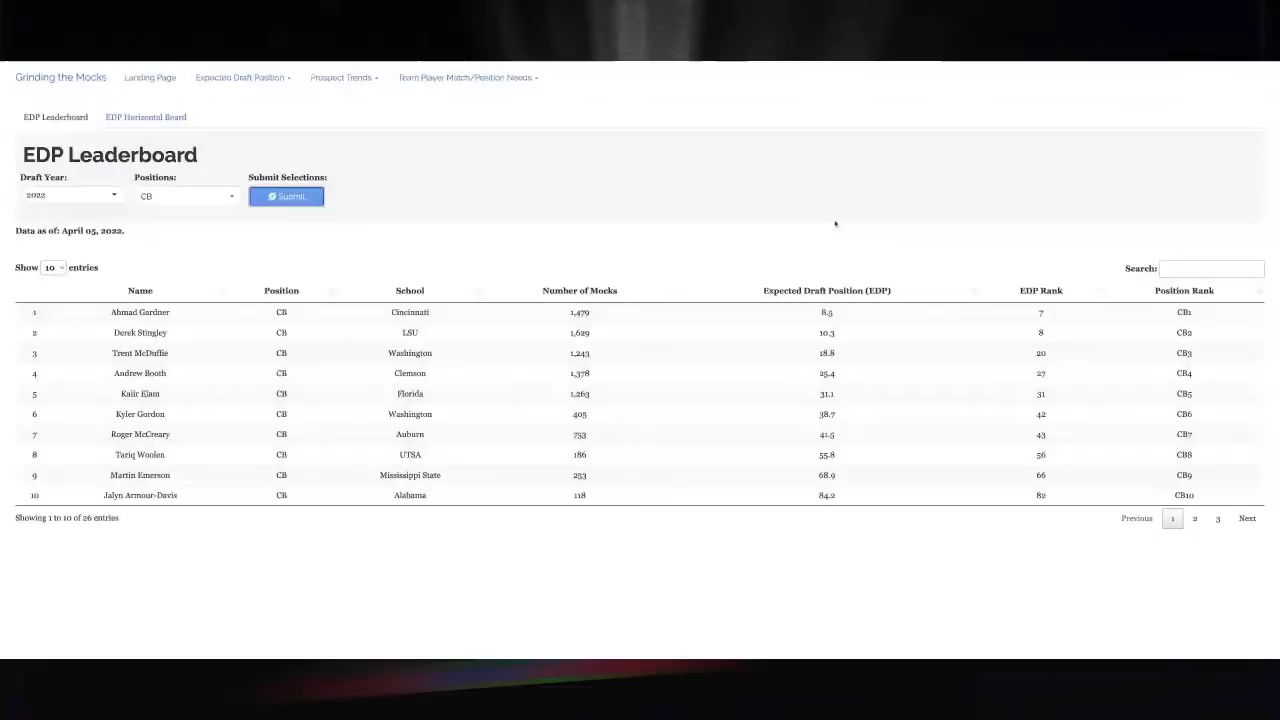 Grinding the Mocks Landing Page Expected Draft Position Prospect Trends Team Player Match/Position Needs
EDP Leaderboard EDP Horizontal Board
EDP Leaderboard
Draft Year: Positions: Submit Selections:
2022 CB Submit
Data as of: April 05, 2022.
Show 10 entries Search:
Name Position School Number of Mocks Expected Draft Position (EDP) EDP Rank Position Rank
1 Ahmad Gardner CB Cincinnati 1,479 8.5 7 CB1
2 Derek Stingley CB LSU 1,629 10.3 8 CB2
3 Trent McDuffie CB Washington 1,243 18.8 20 CB3
4 Andrew Booth CB Clemson 1,378 25.4 27 CB4
5 Kaiir Elam CB Florida 1,263 31.1 31 CB5
6 Kyler Gordon CB Washington 405 38.7 42 CB6
7 Roger McCreary CB Auburn 753 41.5 43 CB7
8 Tariq Woolen CB UTSA 186 55.8 56 CB8
9 Martin Emerson CB Mississippi State 253 68.9 66 CB9
10 Jalyn Armour-Davis CB Alabama 118 84.2 82 CB10
Showing 1 to 10 of 26 entries Previous 1 2 3 Next